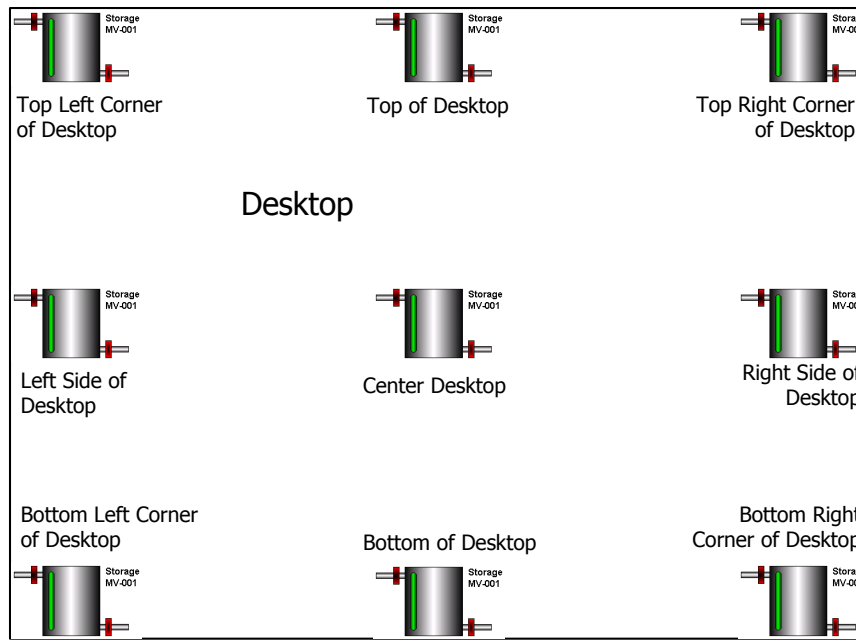 Storage
MV-001
Top Left Corner
of Desktop
Storage
MV-001
Top of Desktop
Top Right Corner
of Desktop
Desktop
Storage
MV-001
Left Side of
Desktop
Storage
MV-001
Center Desktop
Right Side of
Desktop
Bottom Left Corner
of Desktop
Storage
MV-001
Bottom of Desktop
Storage
MV-001
Bottom Right
Corner of Desktop